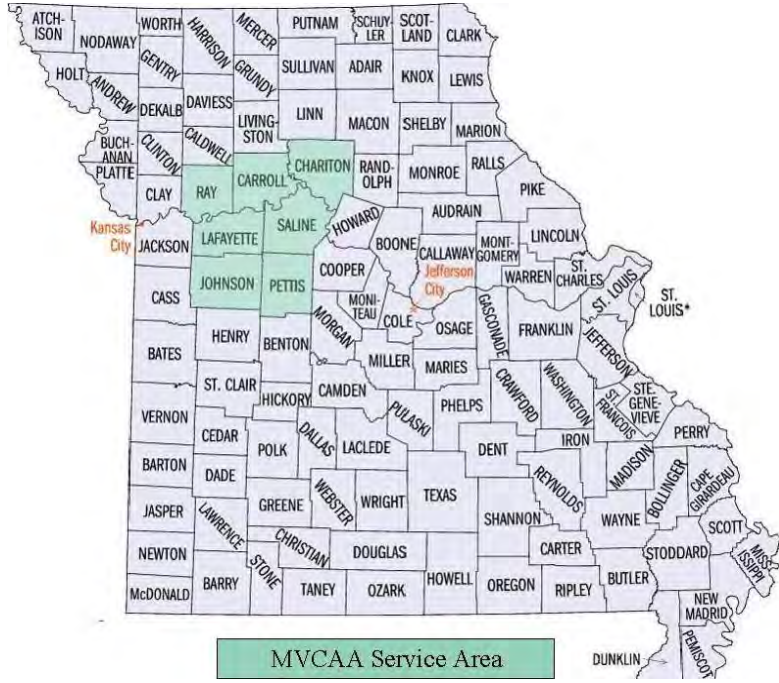 ATCH-
ISON
NODAWAY
WORTH
HARRISON
MERCER
PUTNAM
SCHUY-
LER
SCOT-
LAND
CLARK
HOLT
GENTRY
GRUNDY
SULLIVAN
ADAIR
KNOX
LEWIS
ANDREW
DEKALB
DAVIESS
LIVING-
STON
LINN
MACON
SHELBY
MARION
BUCH-
ANAN
CLINTON
CALDWELL
CHARITON
RAND-
OLPH
MONROE
RALLS
PLATTE
CLAY
RAY
CARROLL
PIKE
AUDRAIN
Kansas
City
JACKSON
LAFAYETTE
SALINE
HOWARD
BOONE
CALLAWAY
MONT-
GOMERY
LINCOLN
Jefferson
City
WARREN
ST.
CHARLES
ST. LOUIS
ST.
LOUIS*
CASS
JOHNSON
PETTIS
COOPER
MONI-
TEAU
COLE
OSAGE
GASCONADE
FRANKLIN
JEFFERSON
BATES
HENRY
BENTON
MORGAN
MILLER
MARIES
CRAWFORD
WASHINGTON
ST.
FRANCOIS
STE.
GENE-
VIEVE
ST. CLAIR
HICKORY
CAMDEN
PULASKI
PHELPS
PERRY
VERNON
CEDAR
POLK
DALLAS
LACLEDE
DENT
IRON
MADISON
BOLLINGER
CAPE
GIRARDEAU
BARTON
DADE
REYNOLDS
JASPER
LAWRENCE
GREENE
WEBSTER
WRIGHT
TEXAS
SHANNON
WAYNE
SCOTT
NEWTON
STONE
CHRISTIAN
DOUGLAS
CARTER
STODDARD
MISS-
ISSIPPI
McDONALD
BARRY
TANEY
OZARK
HOWELL
OREGON
RIPLEY
BUTLER
NEW
MADRID
MVCAA Service Area
DUNKLIN
PEMISCOT